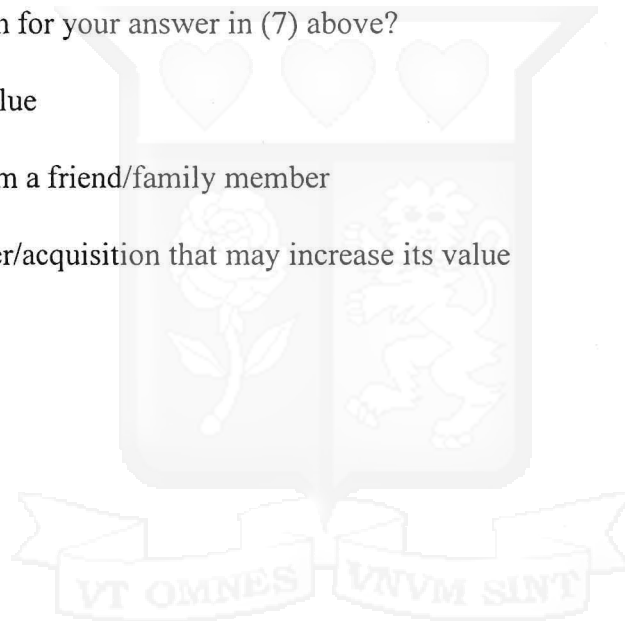 n for your answer in (7) above?
lue
m a friend/family member
er/acquisition that may increase its value
VT OMNES VNVM SINT